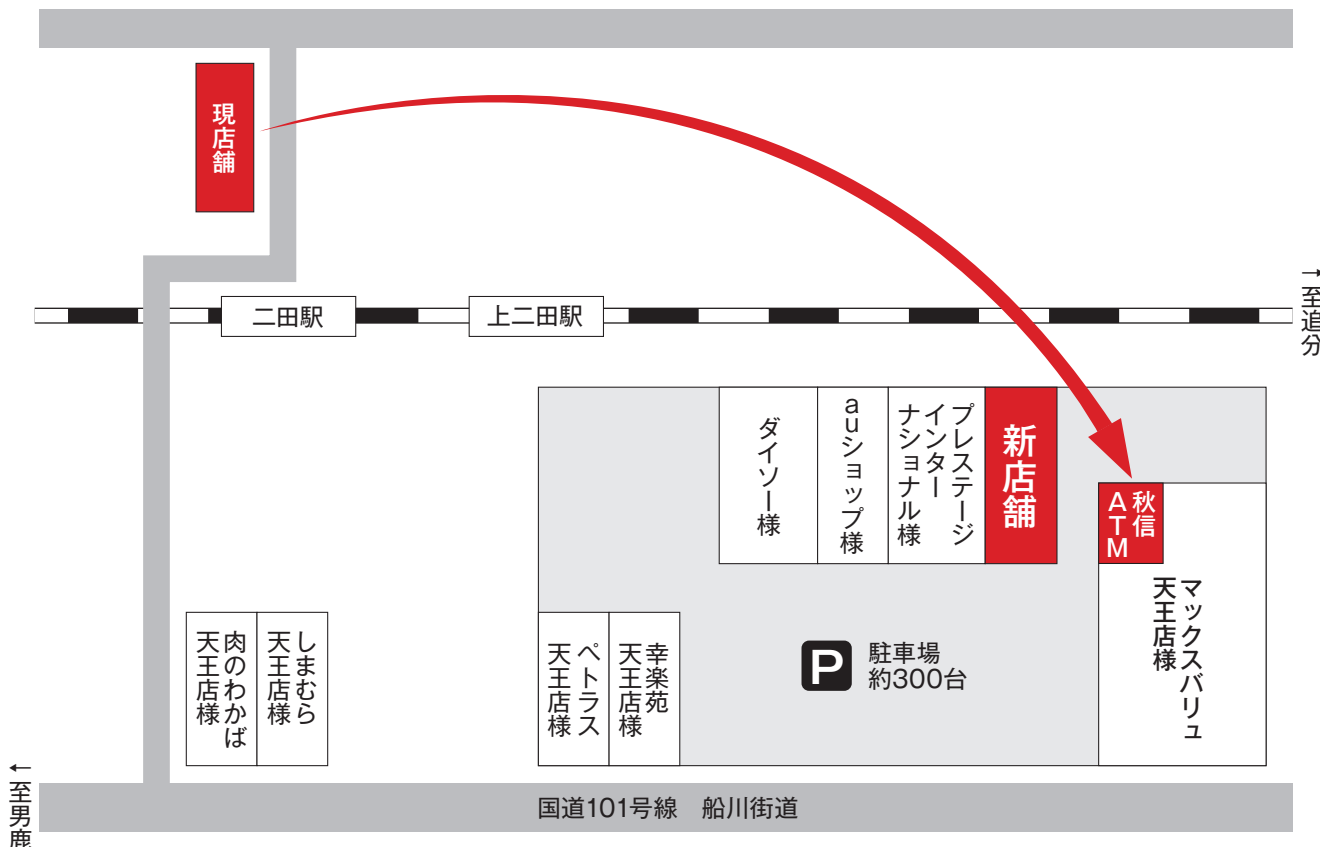 現店舗
二田駅
上二田駅
→至追分
ダイソー様
auショップ様
プレステージ
インター
ナショナル様
新店舗
秋信
ATM
マックスバリュ
天王店様
肉のわかば
天王店様
しまむら
天王店様
ペトラス
天王店様
幸楽苑
天王店様
P
駐車場
約300台
←至男鹿
国道101号線　船川街道